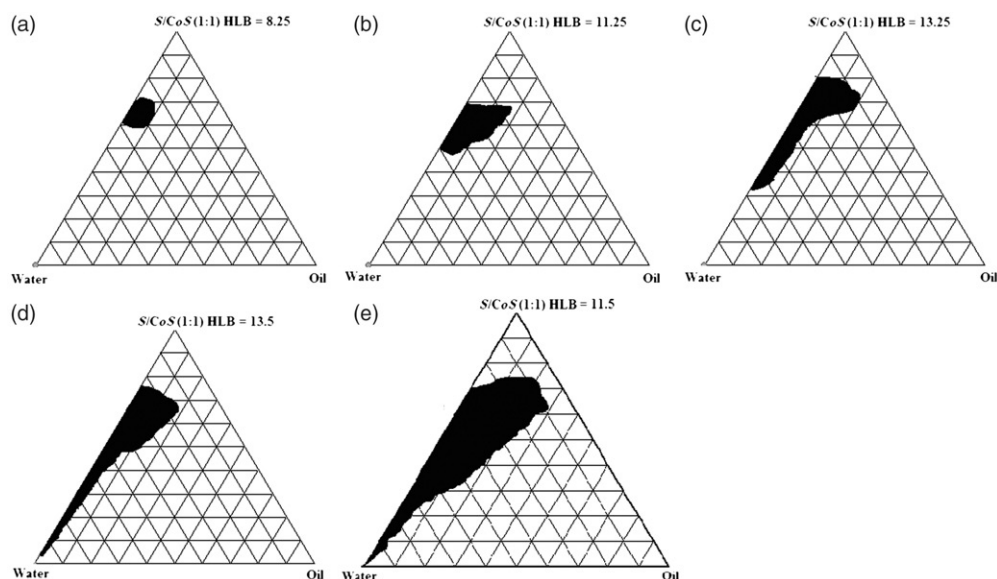 (a)
S/CoS (1:1) HLB = 8.25
Water
Oil
(b)
S/CoS (1:1) HLB = 11.25
Water
Oil
(c)
S/CoS (1:1) HLB = 13.25
Water
Oil
(d)
S/CoS (1:1) HLB = 13.5
Water
Oil
(e)
S/CoS (1:1) HLB = 11.5
Water
Oil